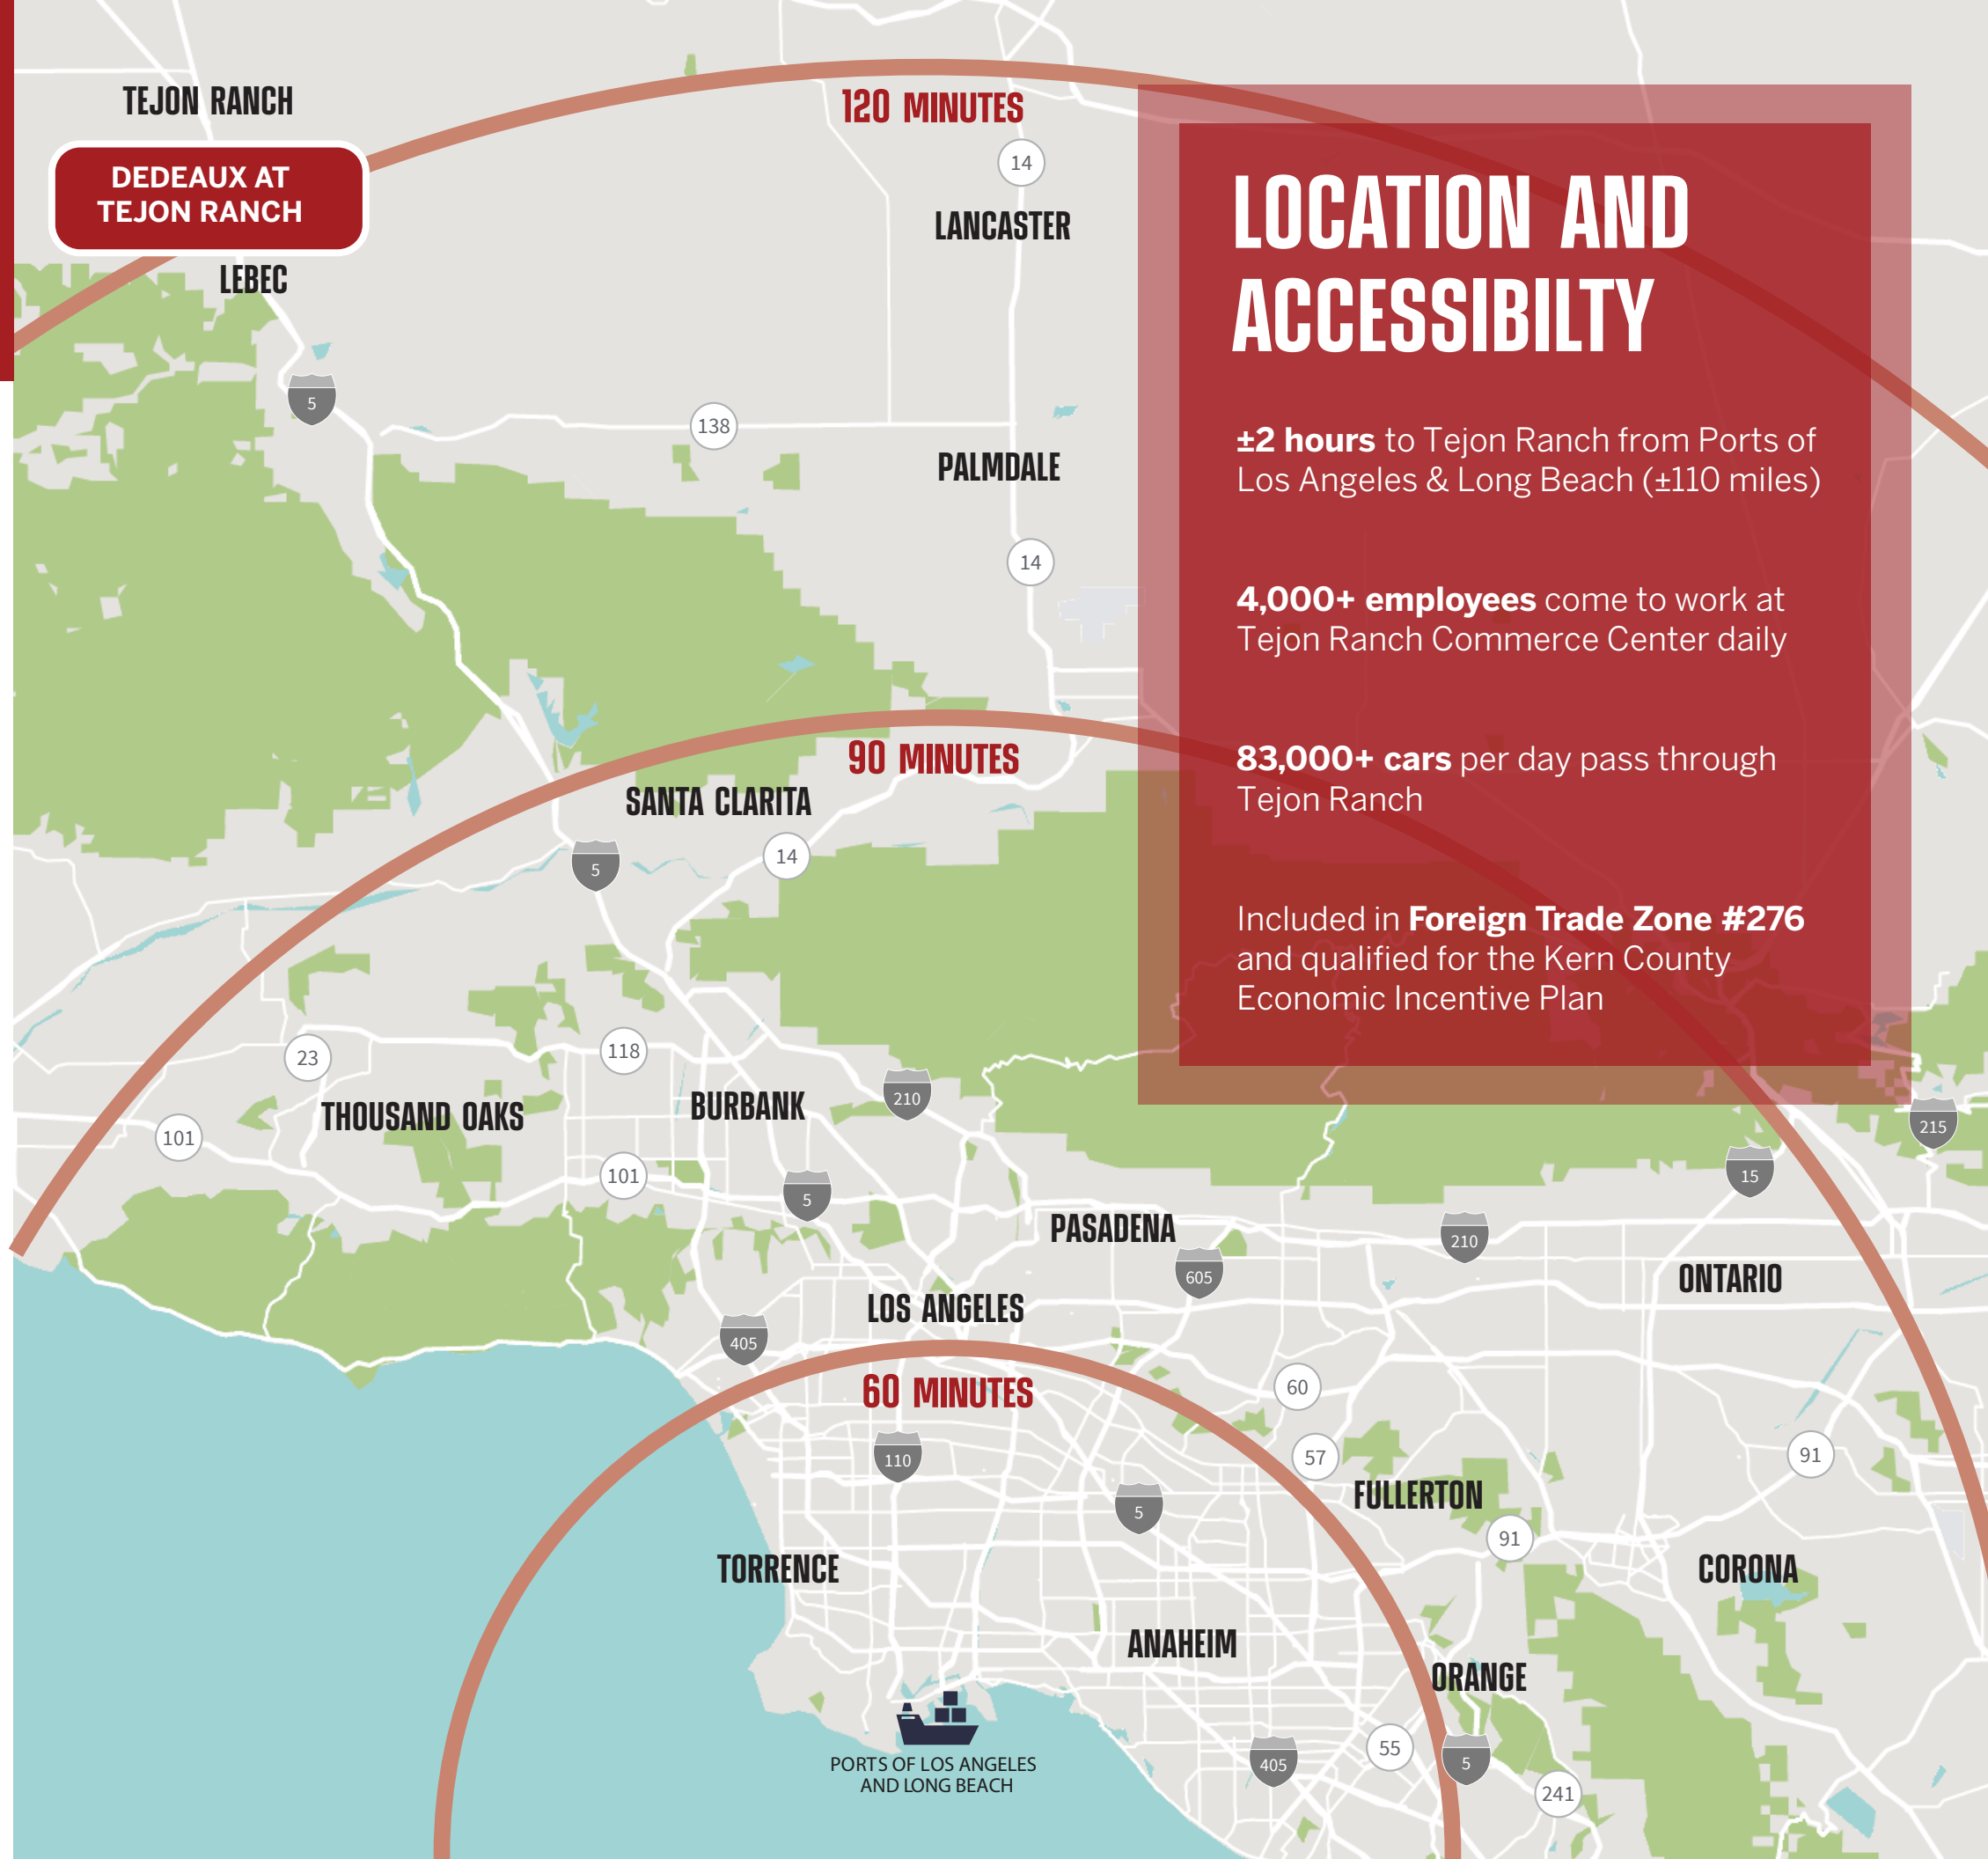 TEJON RANCH
DEDEAUX AT
TEJON RANCH
LEBEC
120 MINUTES
14
LANCASTER
5
138
PALMDALE
14
LOCATION AND
ACCESSIBILTY
±2 hours to Tejon Ranch from Ports of
Los Angeles & Long Beach (±110 miles)
4,000+ employees come to work at
Tejon Ranch Commerce Center daily
83,000+ cars per day pass through
Tejon Ranch
Included in Foreign Trade Zone #276
and qualified for the Kern County
Economic Incentive Plan
90 MINUTES
SANTA CLARITA
5
14
23
118
THOUSAND OAKS
BURBANK
210
101
101
5
215
15
PASADENA
210
605
ONTARIO
LOS ANGELES
405
60 MINUTES
60
110
57
91
5
FULLERTON
91
TORRENCE
CORONA
ANAHEIM
ORANGE
PORTS OF LOS ANGELES
AND LONG BEACH
405
55
5
241